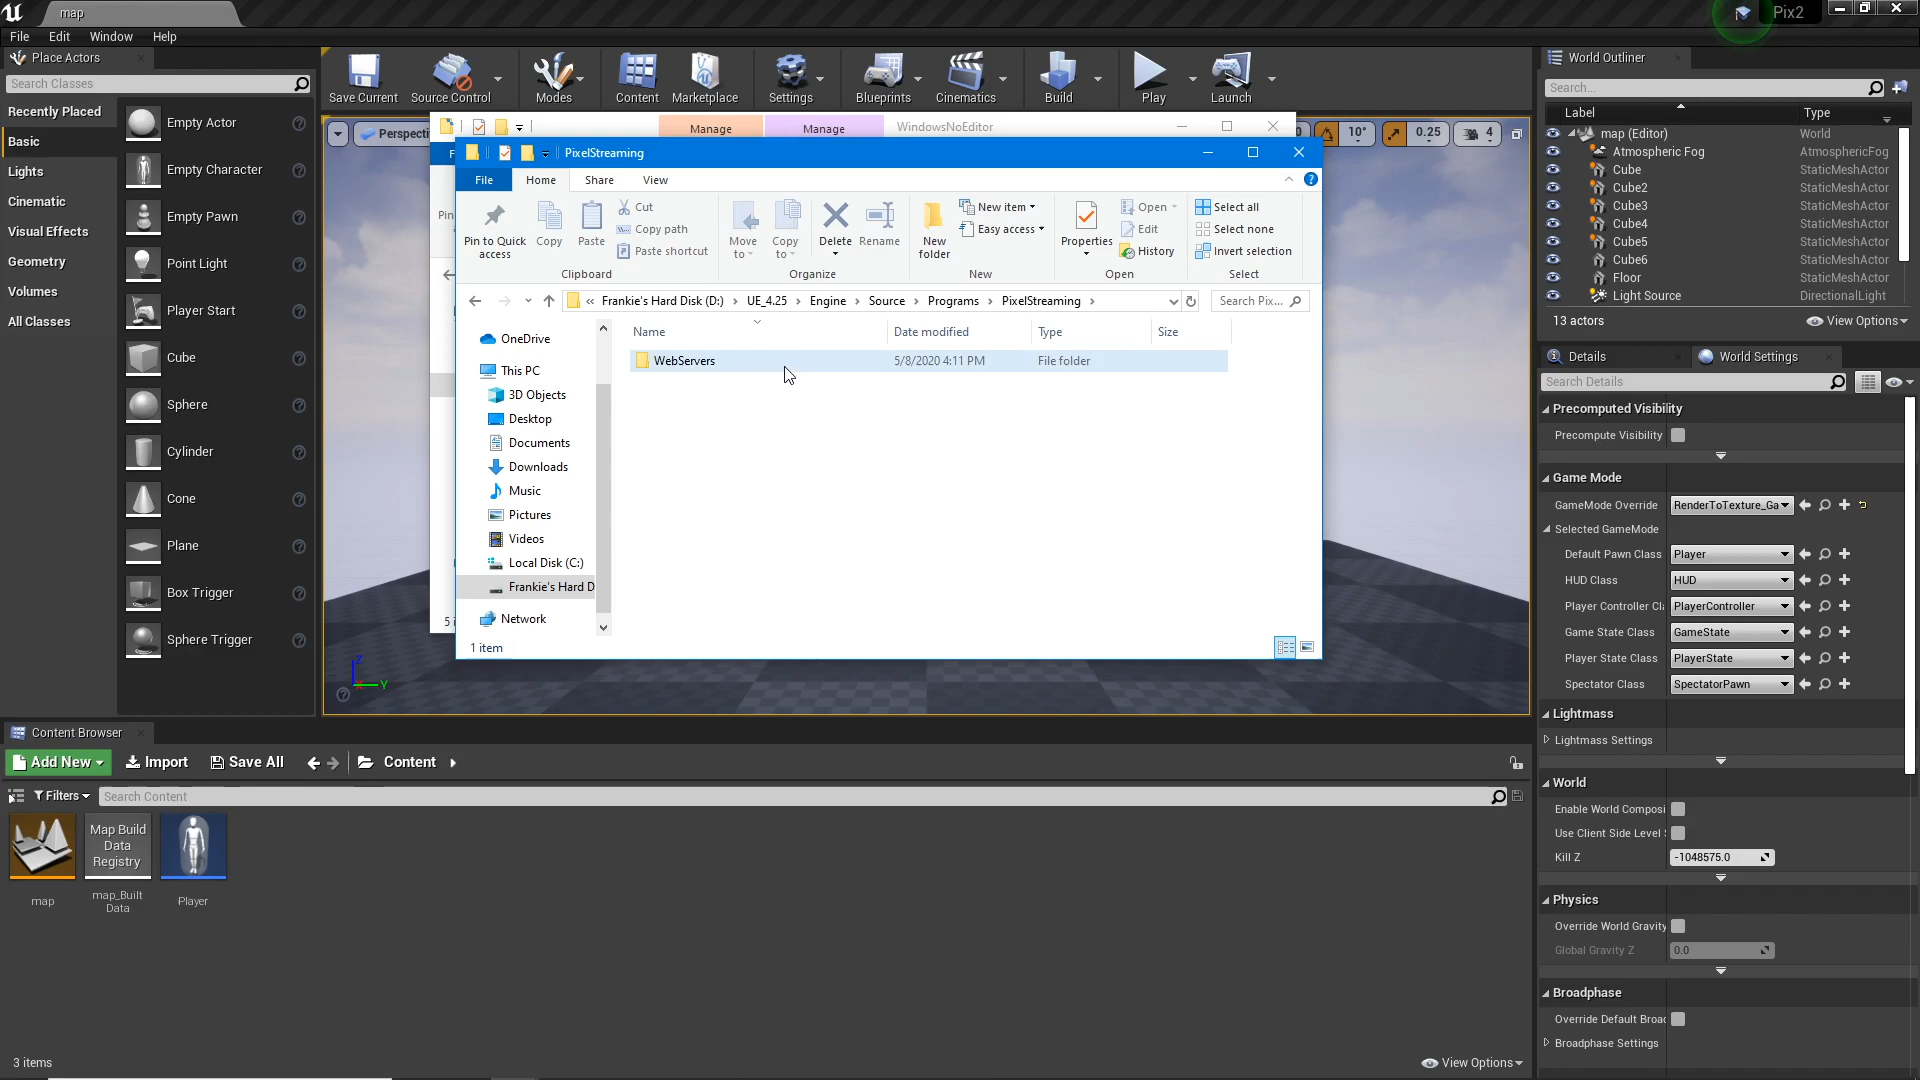 map
Pix2
File Edit Window Help
Place Actors
Search Classes
Recently Placed
Basic
Lights
Cinematic
Visual Effects
Geometry
Volumes
All Classes
Empty Actor
Empty Character
Empty Pawn
Point Light
Player Start
Cube
Sphere
Cylinder
Cone
Plane
Box Trigger
Sphere Trigger
Save Current
Source Control
Modes
Content
Marketplace
Settings
Blueprints
Cinematics
Build
Play
Launch
Perspecti
10°
0.25
4
Manage
Manage
WindowsNoEditor
PixelStreaming
File Home Share View
Pin to Quick access
Copy
Paste
Cut
Copy path
Paste shortcut
Clipboard
Move to
Copy to
Delete
Rename
Organize
New folder
New item
Easy access
New
Properties
Open
Edit
History
Open
Select all
Select none
Invert selection
Select
« Frankie's Hard Disk (D:) UE_4.25 Engine Source Programs PixelStreaming
Search Pix...
Name Date modified Type Size
WebServers 5/8/2020 4:11 PM File folder
OneDrive
This PC
3D Objects
Desktop
Documents
Downloads
Music
Pictures
Videos
Local Disk (C:)
Frankie's Hard D
Network
1 item
Pin
5 i
Z
X
Y
World Outliner
Search...
Label Type
map (Editor) World
Atmospheric Fog AtmosphericFog
Cube StaticMeshActor
Cube2 StaticMeshActor
Cube3 StaticMeshActor
Cube4 StaticMeshActor
Cube5 StaticMeshActor
Cube6 StaticMeshActor
Floor StaticMeshActor
Light Source DirectionalLight
13 actors
View Options
Details
World Settings
Search Details
Precomputed Visibility
Precompute Visibility
Game Mode
GameMode Override RenderToTexture_Ga
Selected GameMode
Default Pawn Class Player
HUD Class HUD
Player Controller Cl PlayerController
Game State Class GameState
Player State Class PlayerState
Spectator Class SpectatorPawn
Lightmass
Lightmass Settings
World
Enable World Composi
Use Client Side Level
Kill Z -1048575.0
Physics
Override World Gravity
Global Gravity Z 0.0
Broadphase
Override Default Broad
Broadphase Settings
Content Browser
Add New
Import
Save All
Content
Filters
Search Content
map
Map Build
Data
Registry
map_Built
Data
Player
3 items
View Options